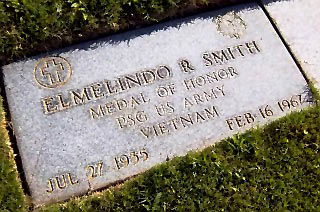 ELMELINDO R SMITH
MEDAL OF HONOR
PSG US ARMY
VIETNAM
JUL 27 1935 FEB 16 1967